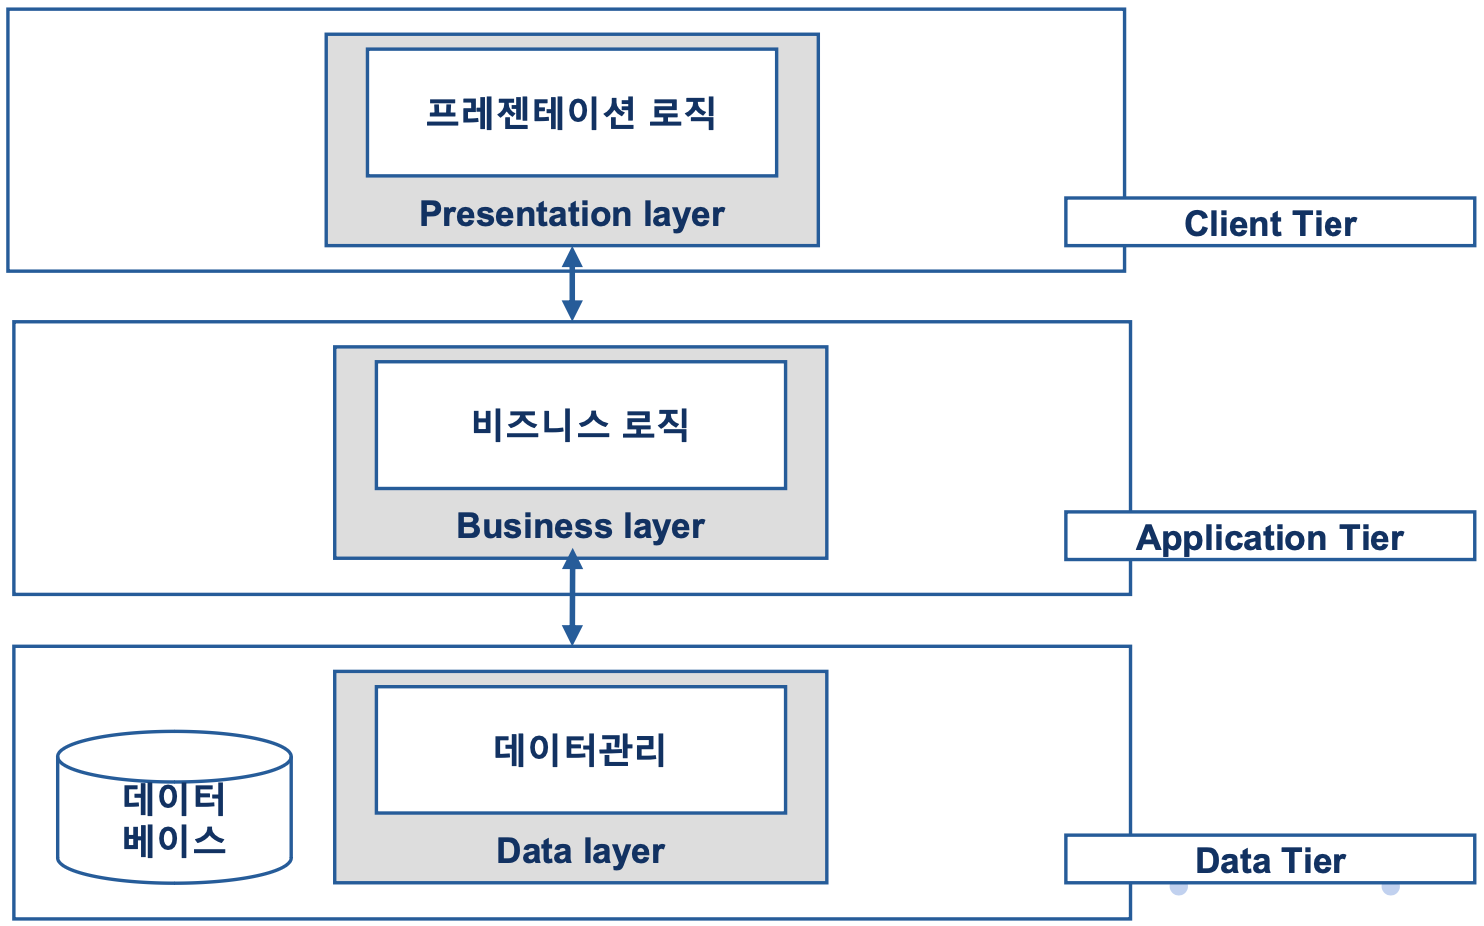 프레젠테이션 로직
Presentation layer
Client Tier
비즈니스 로직
Business layer
Application Tier
데이터관리
데이터
베이스
Data layer
Data Tier